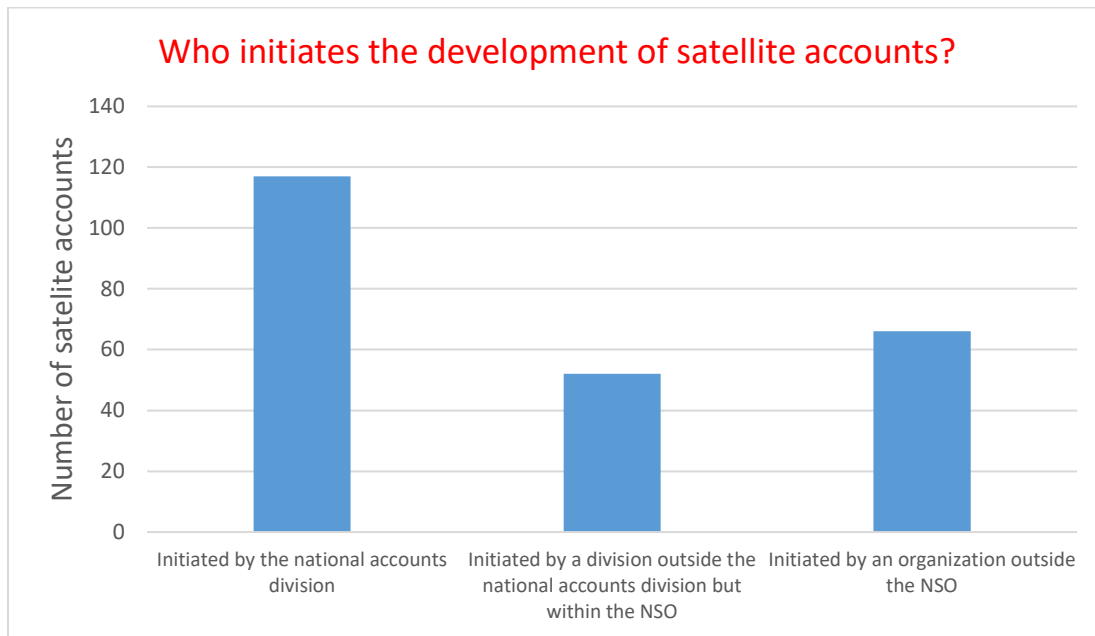 Who initiates the development of satellite accounts?
Number of satelite accounts
140
120
100
80
60
40
20
0
Initiated by the national accounts
division
Initiated by a division outside the
national accounts division but
within the NSO
Initiated by an organization outside
the NSO